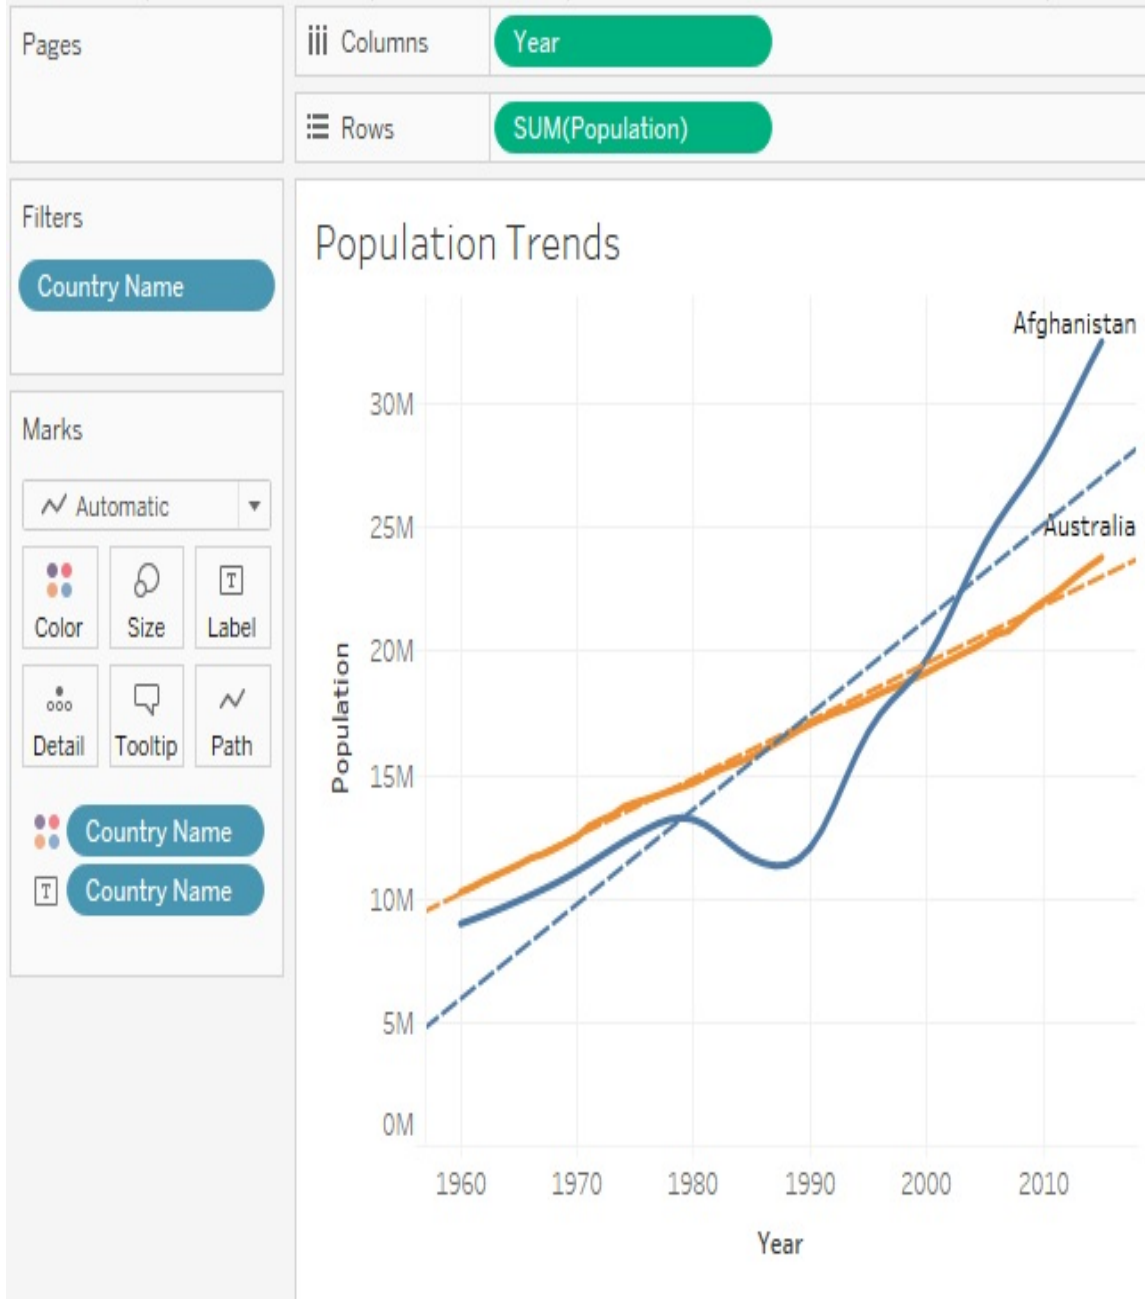 Pages
Columns
Year
Rows
SUM(Population)
Filters
Country Name
Marks
Automatic
Color
Size
Label
Detail
Tooltip
Path
Country Name
T Country Name
Population Trends
Afghanistan
Australia
Population
30M
25M
20M
15M
10M
5M
0M
1960 1970 1980 1990 2000 2010
Year